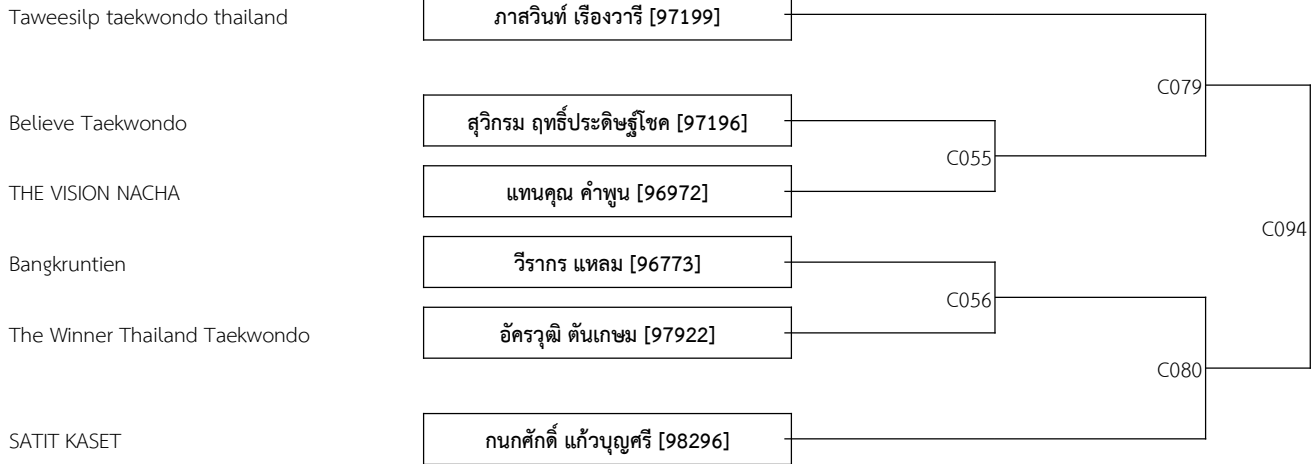 Taweesilp taekwondo thailand ภาสวินท์ เรืองวารี [97199]
C079
Believe Taekwondo สุวิกรม ฤทธิ์ประดิษฐ์โชค [97196]
C055
THE VISION NACHA แทนคุณ คำพูน [96972]
C094
Bangkruntien วีรากร แหลม [96773]
C056
The Winner Thailand Taekwondo อัครวุฒิ ตันเกษม [97922]
C080
SATIT KASET กนกศักดิ์ แก้วบุญศรี [98296]